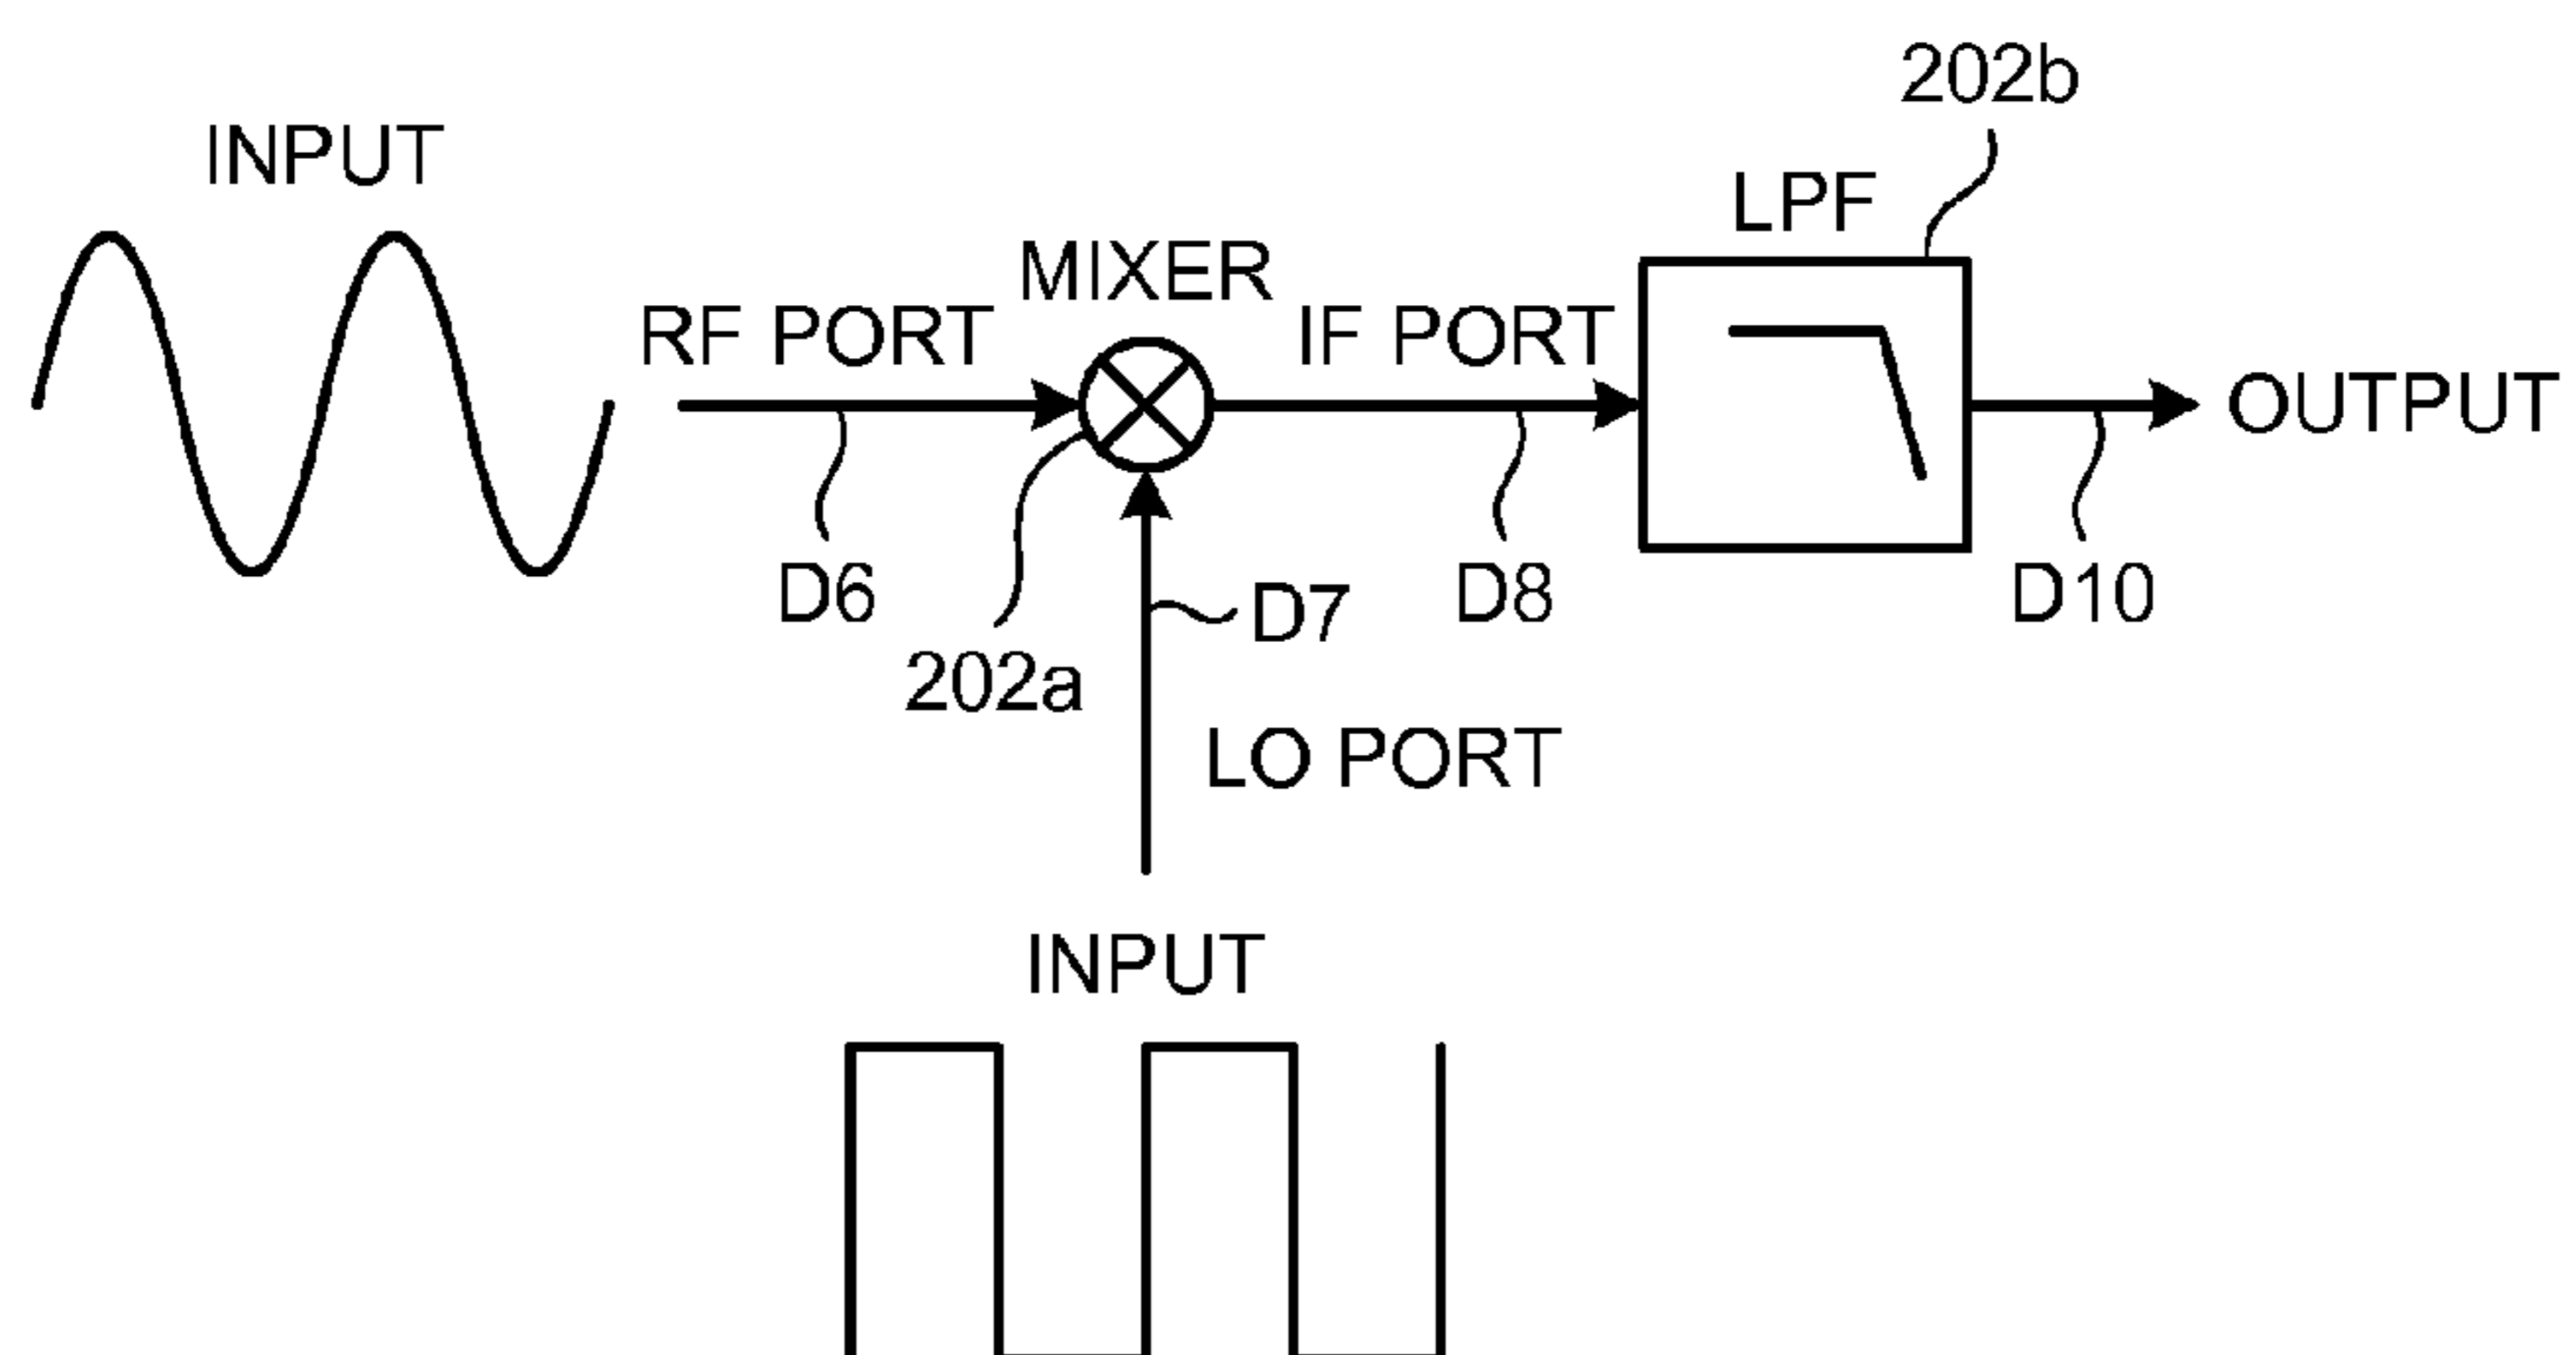 202b
INPUT
LPF
MIXER
RF PORT
IF PORT
OUTPUT
D6
D7
D8
D10
202a
LO PORT
INPUT